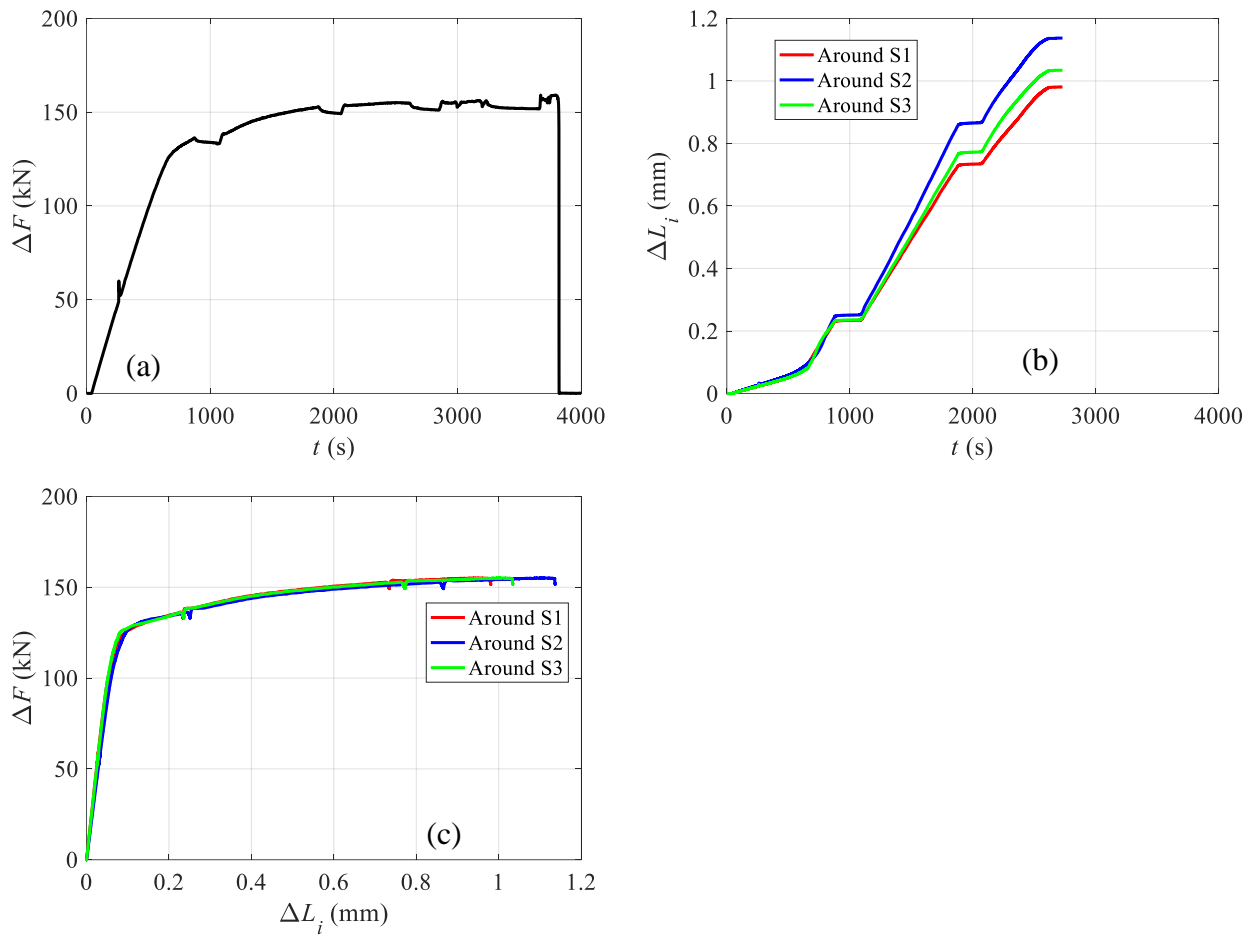 200
150
100
50
0
ΔF (kN)
(a)
0 1000 2000 3000 4000
t (s)
1.2
1
0.8
0.6
0.4
0.2
0
ΔL_i (mm)
Around S1
Around S2
Around S3
(b)
0 1000 2000 3000 4000
t (s)
200
150
100
50
0
ΔF (kN)
Around S1
Around S2
Around S3
(c)
0 0.2 0.4 0.6 0.8 1 1.2
ΔL_i (mm)